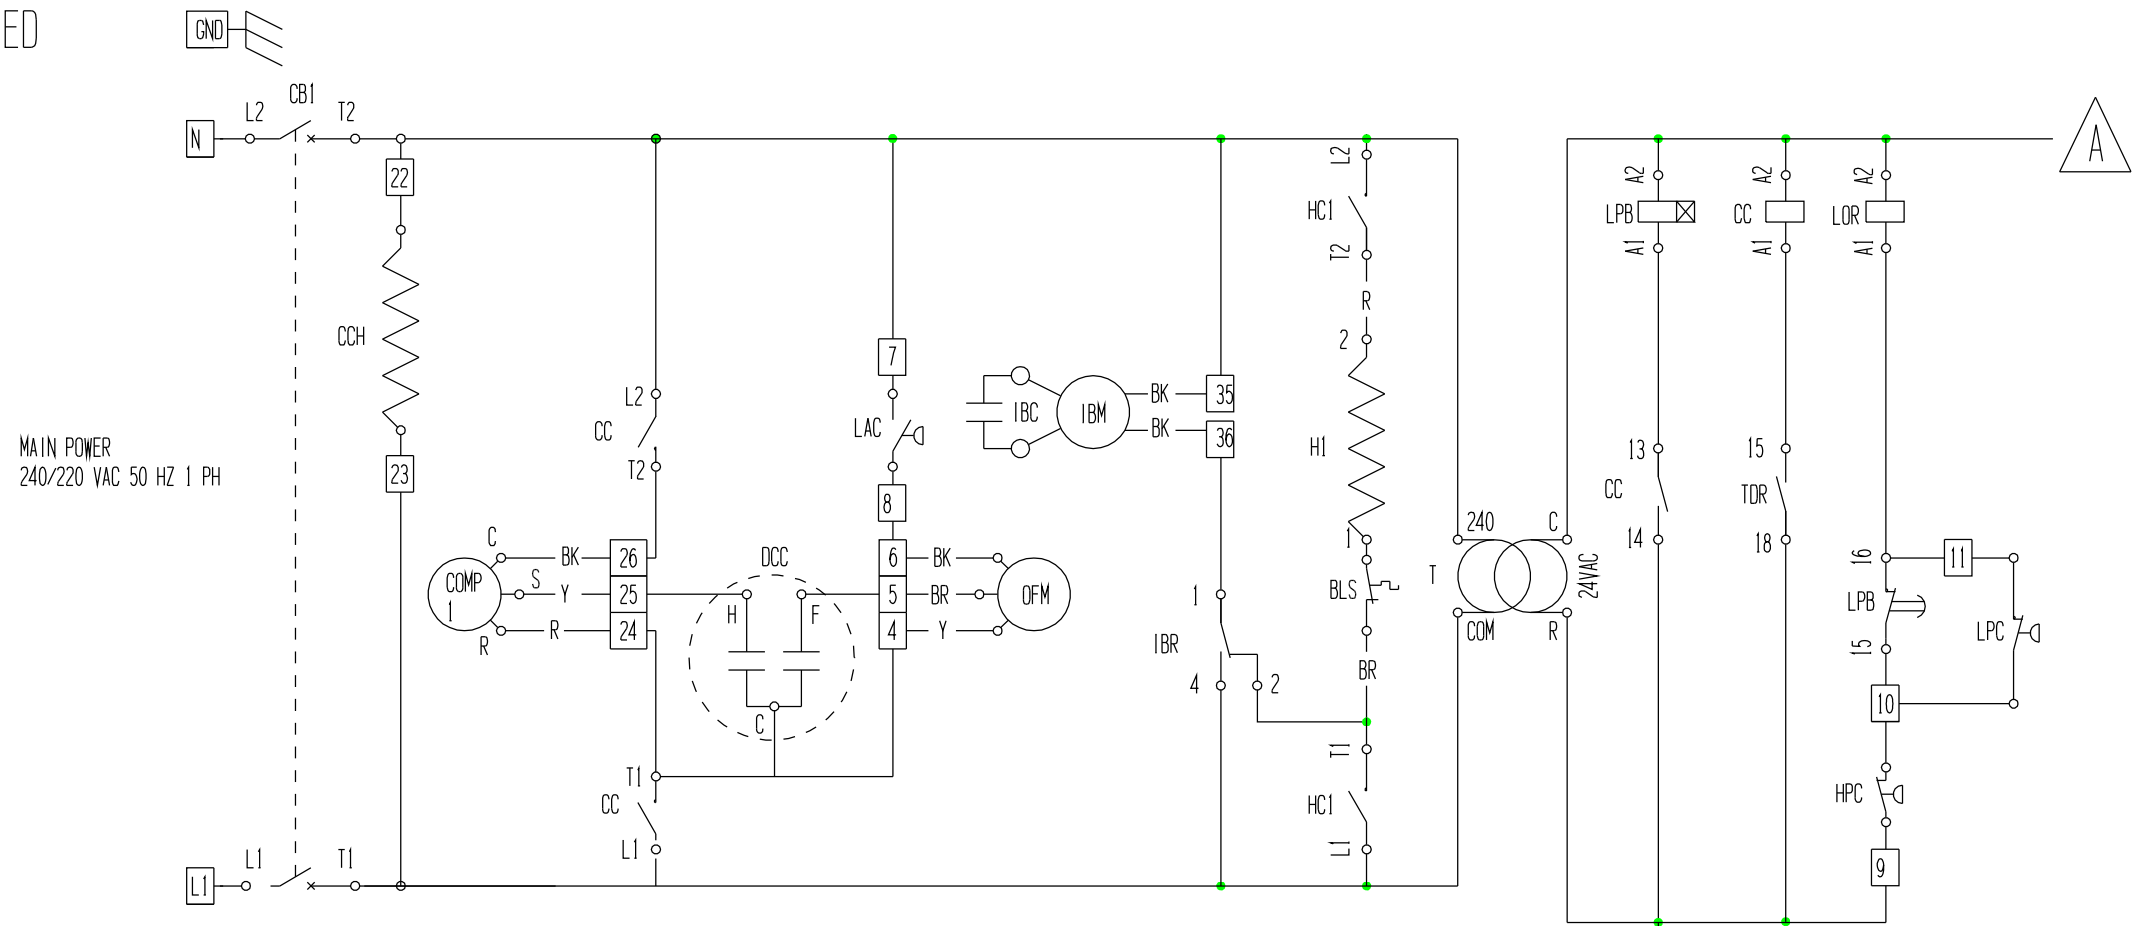 ED
GND
CB1
L2
T2
N
22
CCH
23
MAIN POWER
240/220 VAC 50 HZ 1 PH
L1
L1
T1
C
COMP
1
S
R
BK
Y
R
26
25
24
L2
CC
T2
DCC
H
F
C
T1
CC
L1
7
LAC
8
6
5
4
BK
BR
Y
OFM
IBC
IBM
BK
BK
35
36
1
IBR
4
2
L2
HC1
T2
R
2
H1
1
BLS
BR
T1
HC1
L1
240
C
T
24VAC
COM
R
A
A2
LPB
A1
13
CC
14
A2
CC
A1
15
TDR
18
A2
LOR
A1
16
11
LPB
LPC
15
10
HPC
9